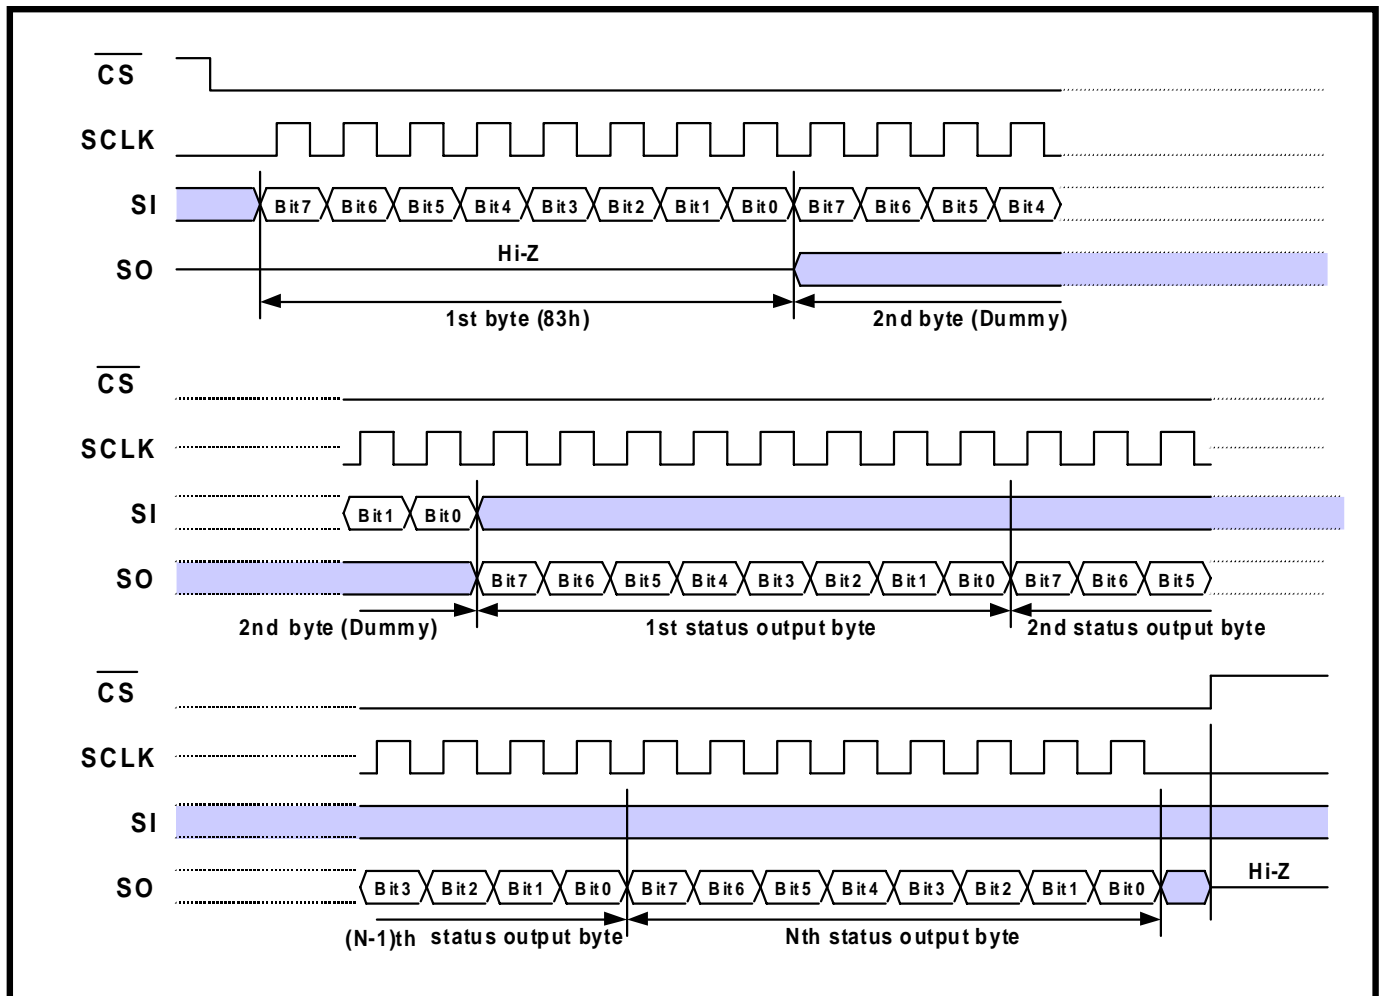 CS
SCLK
SI Bit7 Bit6 Bit5 Bit4 Bit3 Bit2 Bit1 Bit0 Bit7 Bit6 Bit5 Bit4
Hi-Z
SO
1st byte (83h) 2nd byte (Dummy)
CS
SCLK
SI Bit1 Bit0
SO Bit7 Bit6 Bit5 Bit4 Bit3 Bit2 Bit1 Bit0 Bit7 Bit6 Bit5
2nd byte (Dummy) 1st status output byte 2nd status output byte
CS
SCLK
SI
SO Bit3 Bit2 Bit1 Bit0 Bit7 Bit6 Bit5 Bit4 Bit3 Bit2 Bit1 Bit0 Hi-Z
(N-1)th status output byte Nth status output byte